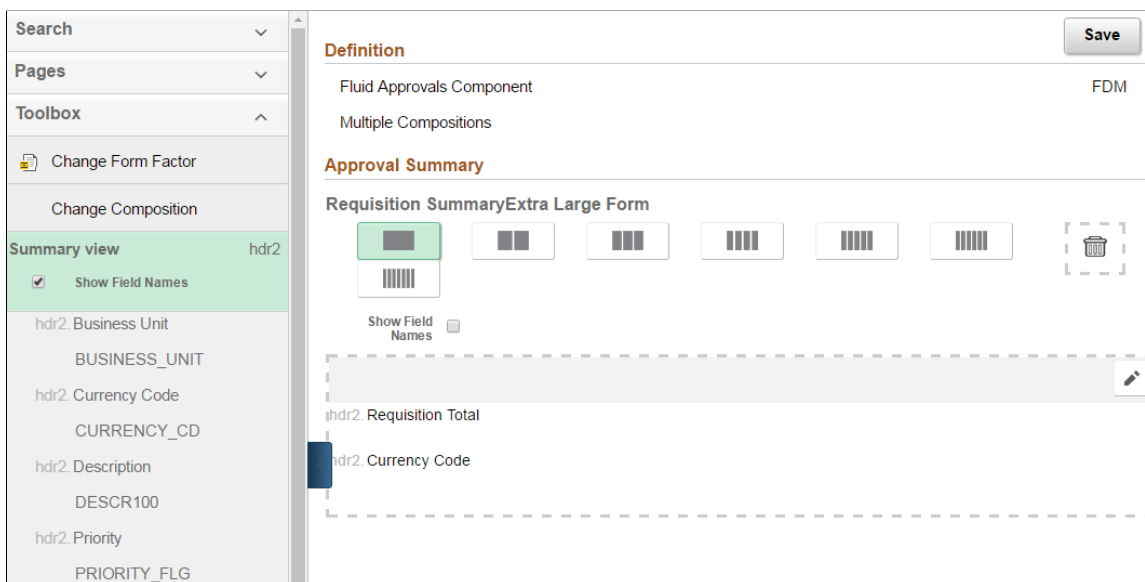 Search
Pages
Toolbox
Change Form Factor
Change Composition
Summary view hdr2
Show Field Names
hdr2. Business Unit
BUSINESS_UNIT
hdr2. Currency Code
CURRENCY_CD
hdr2. Description
DESCR100
hdr2. Priority
PRIORITY_FLG
Save
Definition
Fluid Approvals Component FDM
Multiple Compositions
Approval Summary
Requisition SummaryExtra Large Form
Show Field
Names
hdr2. Requisition Total
hdr2. Currency Code